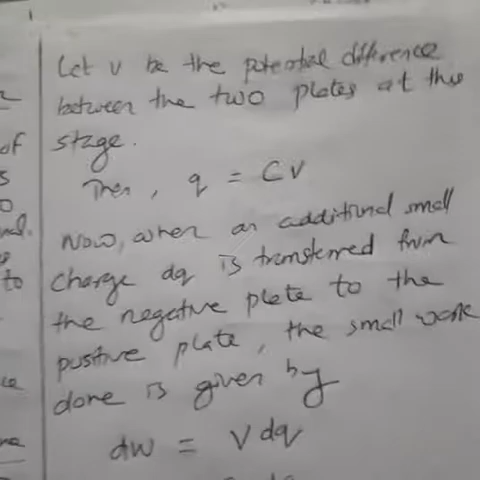 Let V be the potential difference
between the two plates at this
stage.
Then, q = CV
Now, when an additional small
charge dq is transferred from
the negative plate to the
positive plate, the small work
done is given by
dw = V dq
of
s
to